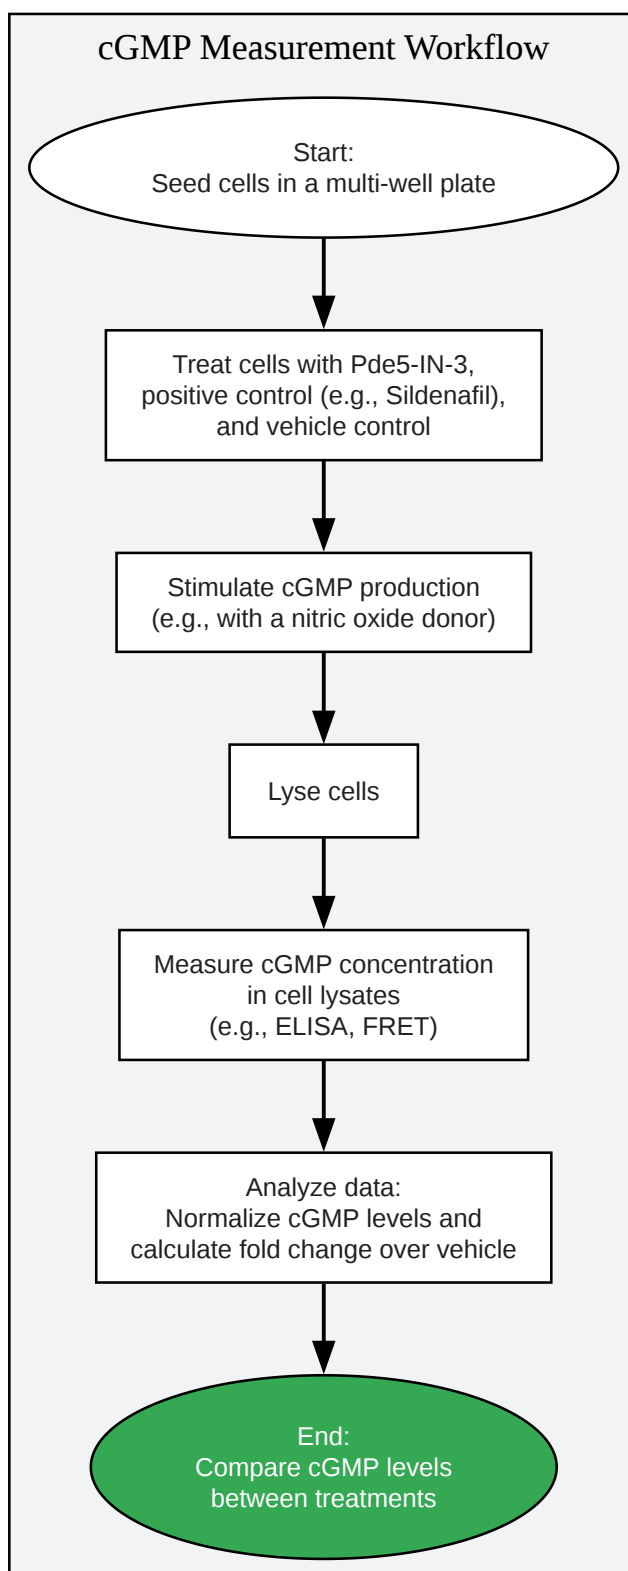 cGMP Measurement Workflow
Start:
Seed cells in a multi-well plate
Treat cells with Pde5-IN-3,
positive control (e.g., Sildenafil),
and vehicle control
Stimulate cGMP production
(e.g., with a nitric oxide donor)
Lyse cells
Measure cGMP concentration
in cell lysates
(e.g., ELISA, FRET)
Analyze data:
Normalize cGMP levels and
calculate fold change over vehicle
End:
Compare cGMP levels
between treatments